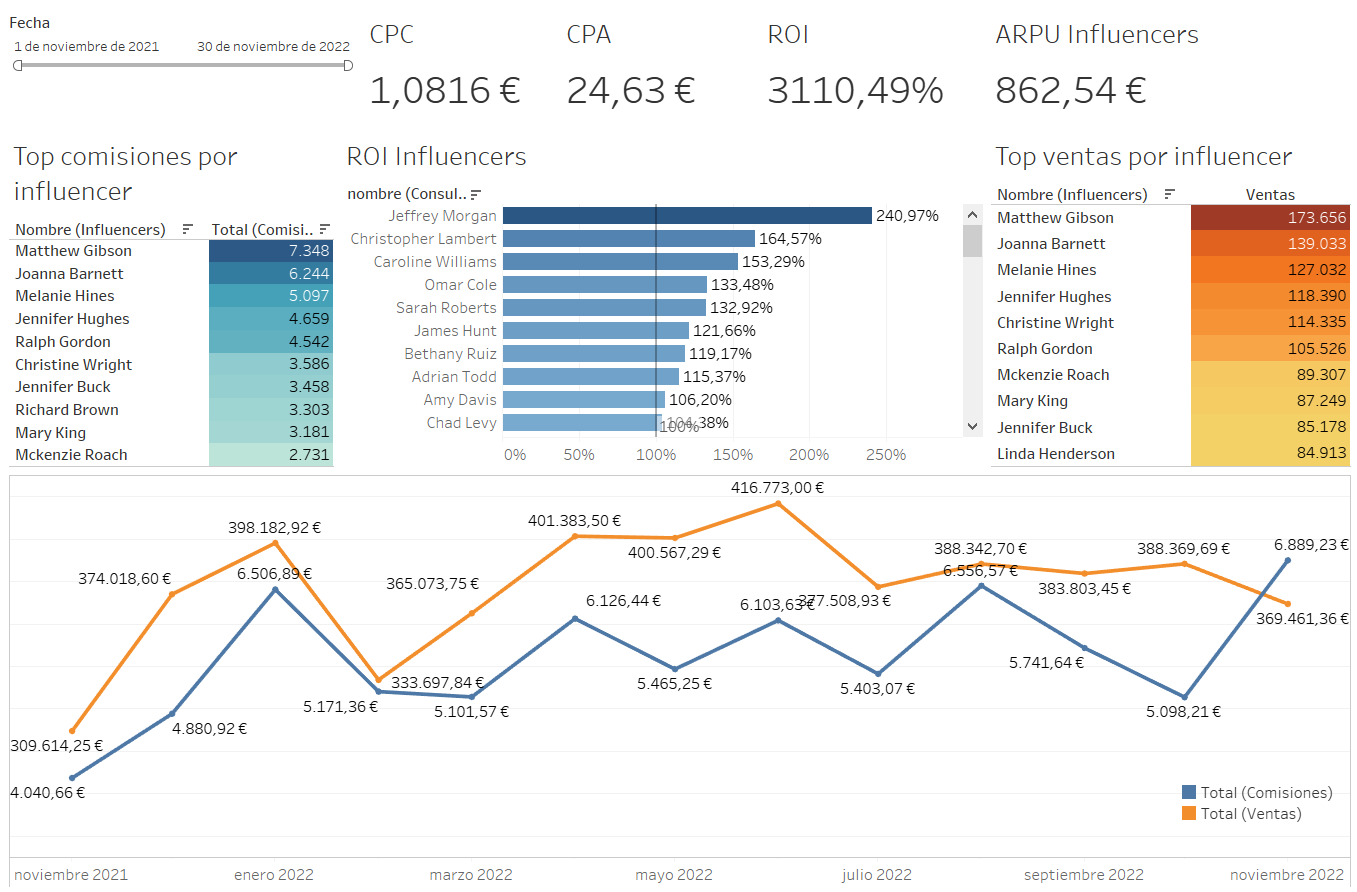 Fecha
1 de noviembre de 2021 30 de noviembre de 2022
CPC
1,0816 €
CPA
24,63 €
ROI
3110,49%
ARPU Influencers
862,54 €
Top comisiones por
influencer
Nombre (Influencers) Total (Comisi..
Matthew Gibson 7.348
Joanna Barnett 6.244
Melanie Hines 5.097
Jennifer Hughes 4.659
Ralph Gordon 4.542
Christine Wright 3.586
Jennifer Buck 3.458
Richard Brown 3.303
Mary King 3.181
Mckenzie Roach 2.731
ROI Influencers
nombre (Consul..
Jeffrey Morgan 240,97%
Christopher Lambert 164,57%
Caroline Williams 153,29%
Omar Cole 133,48%
Sarah Roberts 132,92%
James Hunt 121,66%
Bethany Ruiz 119,17%
Adrian Todd 115,37%
Amy Davis 106,20%
Chad Levy 104,38%
100%
0% 50% 100% 150% 200% 250%
Top ventas por influencer
Nombre (Influencers) Ventas
Matthew Gibson 173.656
Joanna Barnett 139.033
Melanie Hines 127.032
Jennifer Hughes 118.390
Christine Wright 114.335
Ralph Gordon 105.526
Mckenzie Roach 89.307
Mary King 87.249
Jennifer Buck 85.178
Linda Henderson 84.913
309.614,25 €
374.018,60 €
398.182,92 €
333.697,84 €
365.073,75 €
401.383,50 €
400.567,29 €
416.773,00 €
377.508,93 €
388.342,70 €
383.803,45 €
388.369,69 €
369.461,36 €
4.040,66 €
4.880,92 €
6.506,89 €
5.171,36 €
5.101,57 €
6.126,44 €
5.465,25 €
6.103,63 €
5.403,07 €
6.556,57 €
5.741,64 €
5.098,21 €
6.889,23 €
Total (Comisiones)
Total (Ventas)
noviembre 2021 enero 2022 marzo 2022 mayo 2022 julio 2022 septiembre 2022 noviembre 2022